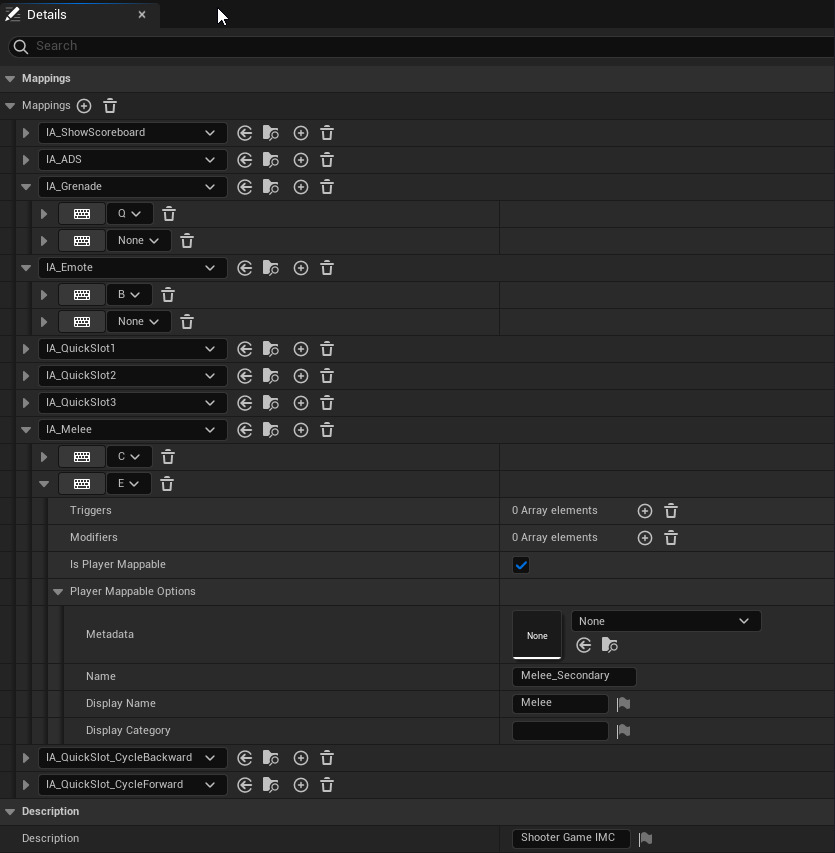 Details
Search
Mappings
Mappings
IA_ShowScoreboard
IA_ADS
IA_Grenade
Q
None
IA_Emote
B
None
IA_QuickSlot1
IA_QuickSlot2
IA_QuickSlot3
IA_Melee
C
E
Triggers 0 Array elements
Modifiers 0 Array elements
Is Player Mappable
Player Mappable Options
Metadata None None
Name Melee_Secondary
Display Name Melee
Display Category
IA_QuickSlot_CycleBackward
IA_QuickSlot_CycleForward
Description
Description Shooter Game IMC